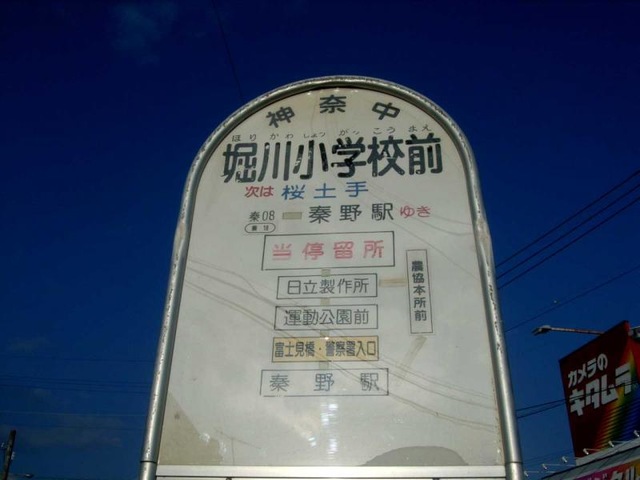 神奈中
ほりかわしょうがっこうまえ
堀川小学校前
次は 桜土手
秦08 秦野駅ゆき
当停留所
農協本所前
日立製作所
運動公園前
富士見橋・警察署入口
秦野駅
カメラの
キタムラ